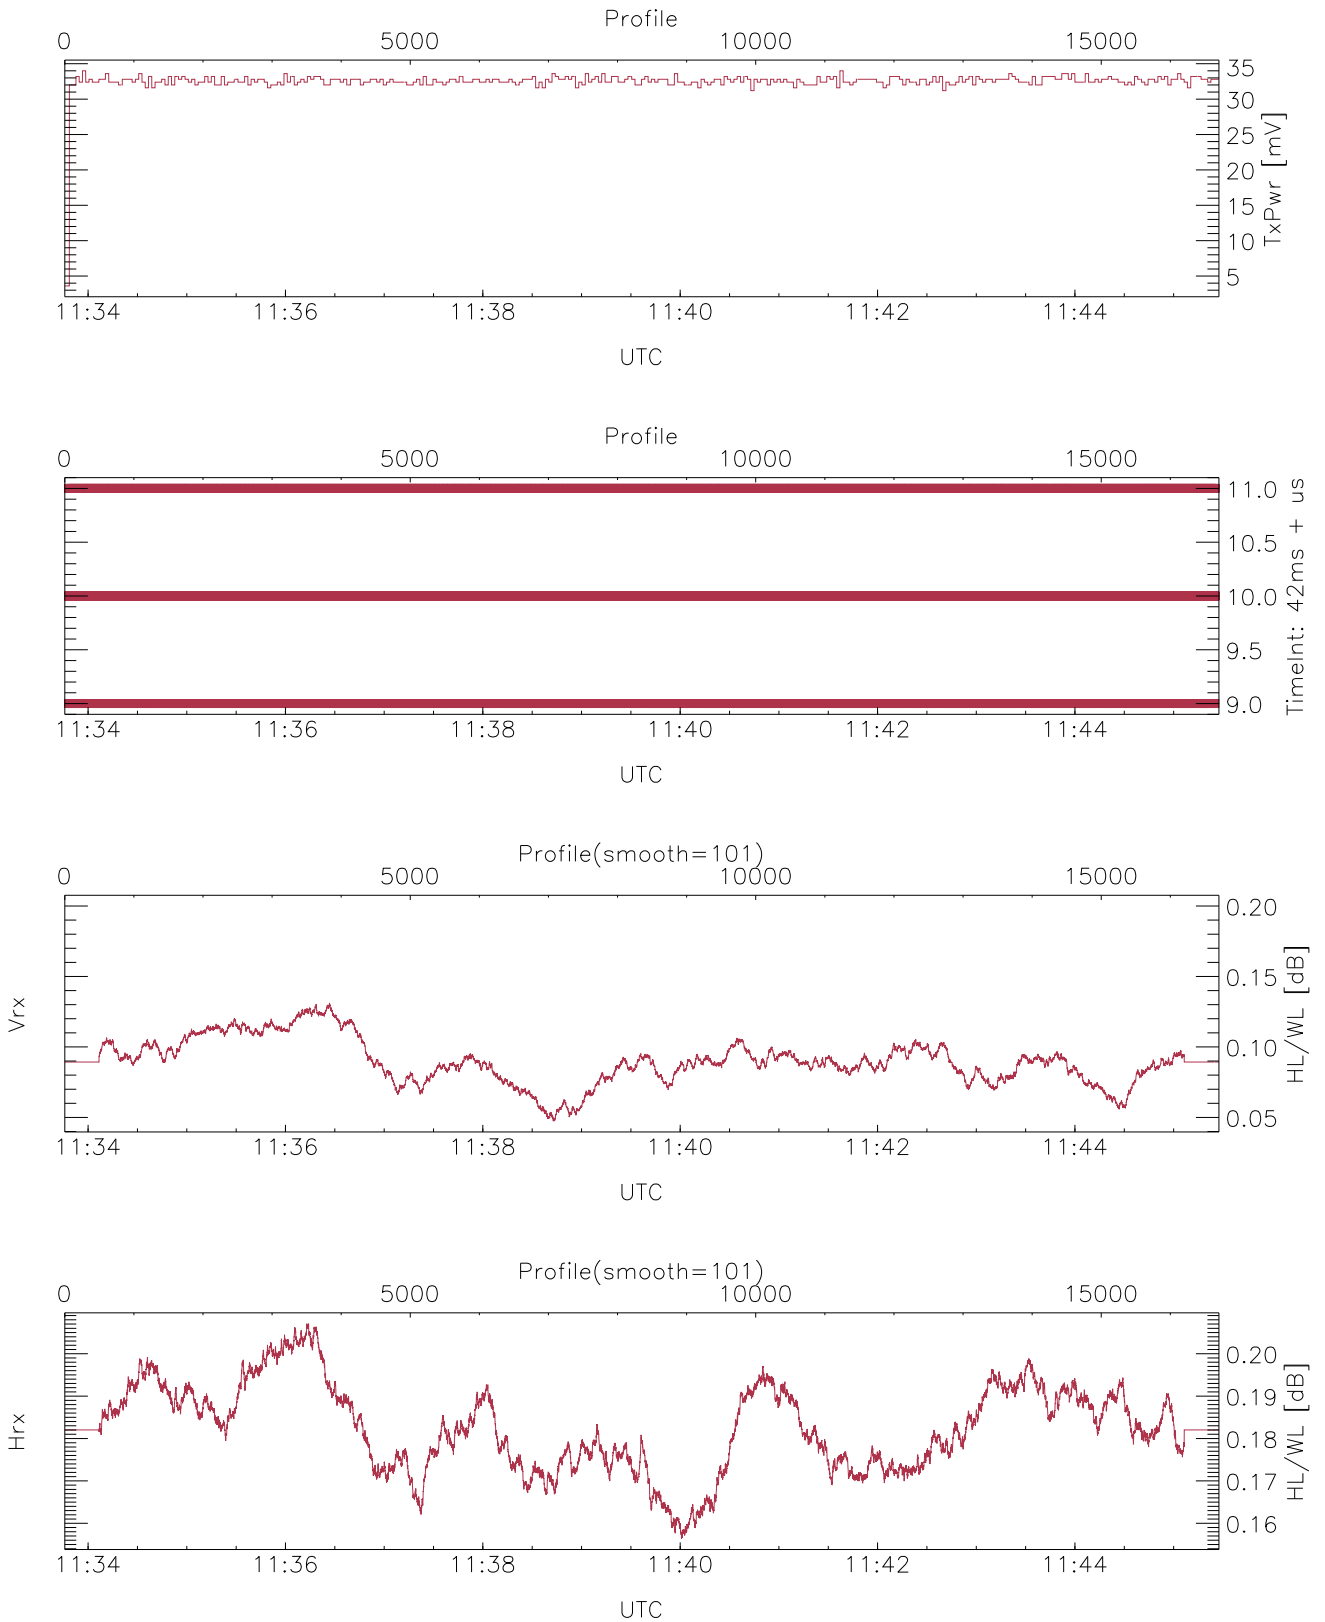 Profile
0 5000 10000 15000
35
30
25
20
15
10
5
TxPwr [mV]
11:34 11:36 11:38 11:40 11:42 11:44
UTC
Profile
0 5000 10000 15000
11.0
10.5
10.0
9.5
9.0
TimeInt: 42ms + us
11:34 11:36 11:38 11:40 11:42 11:44
UTC
Profile(smooth=101)
0 5000 10000 15000
Vrx
0.20
0.15
0.10
0.05
HL/WL [dB]
11:34 11:36 11:38 11:40 11:42 11:44
UTC
Profile(smooth=101)
0 5000 10000 15000
Hrx
0.20
0.19
0.18
0.17
0.16
HL/WL [dB]
11:34 11:36 11:38 11:40 11:42 11:44
UTC